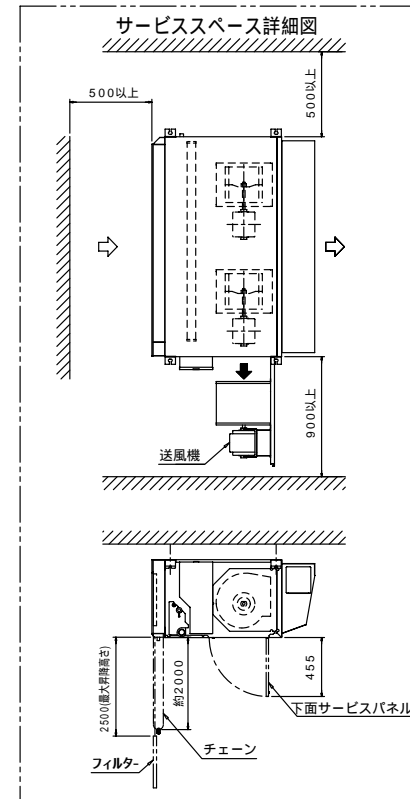 サービススペース詳細図
500以上
500以上
900以上
送風機
2500(最大昇降高さ)
約2000
455
下面サービスパネル
チェーン
フィルター